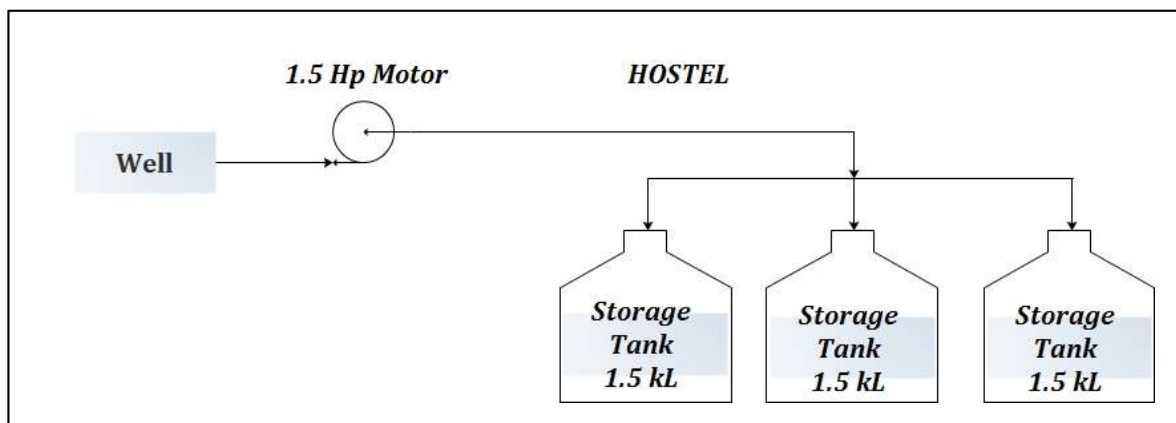 1.5 Hp Motor
HOSTEL
Well
Storage
Tank
1.5 kL
Storage
Tank
1.5 kL
Storage
Tank
1.5 kL